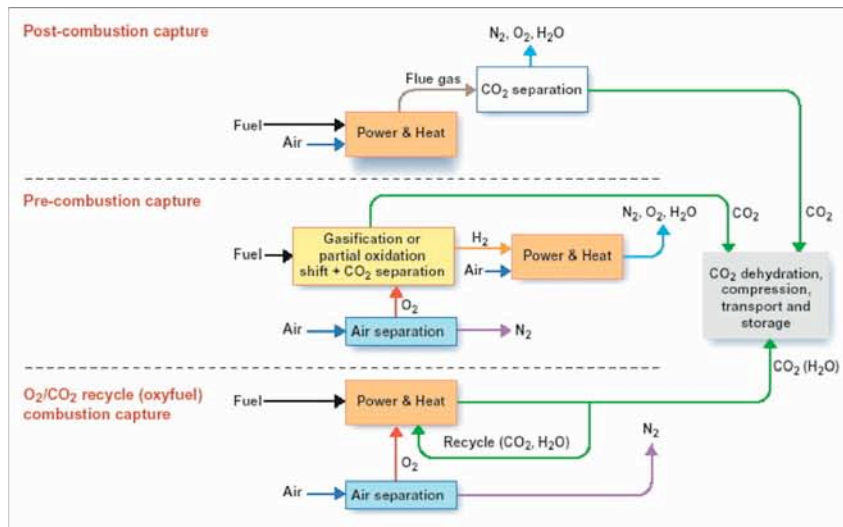 Post-combustion capture
N₂, O₂, H₂O
Flue gas
CO₂ separation
Fuel
Air
Power & Heat
CO₂
Pre-combustion capture
N₂, O₂, H₂O
CO₂
Gasification or
partial oxidation
shift + CO₂ separation
H₂
Fuel
Air
Power & Heat
O₂
Air
Air separation
N₂
CO₂ dehydration,
compression,
transport and
storage
O₂/CO₂ recycle (oxyfuel)
combustion capture
Fuel
Power & Heat
CO₂ (H₂O)
Recycle (CO₂, H₂O)
N₂
O₂
Air
Air separation